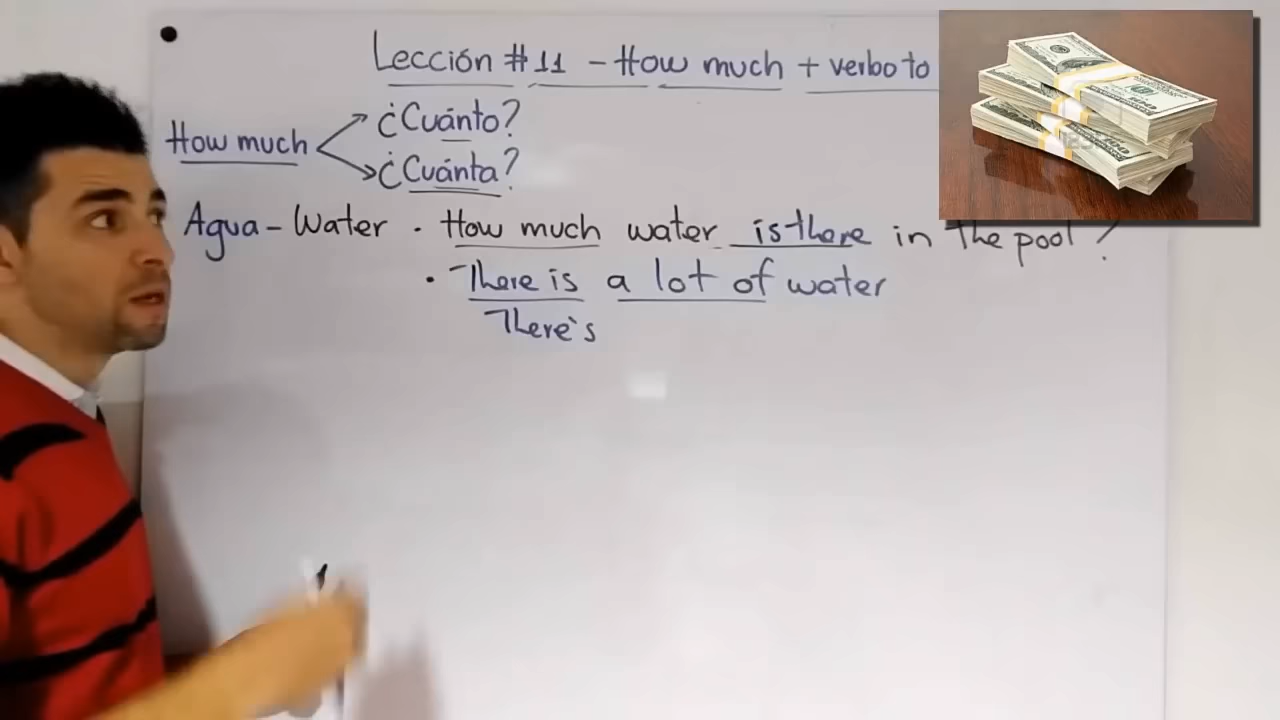 Lección #11 - How much + verbo to
How much
¿Cuánto?
¿Cuánta?
Agua - Water · How much water is there in the pool?
· There is a lot of water
There's